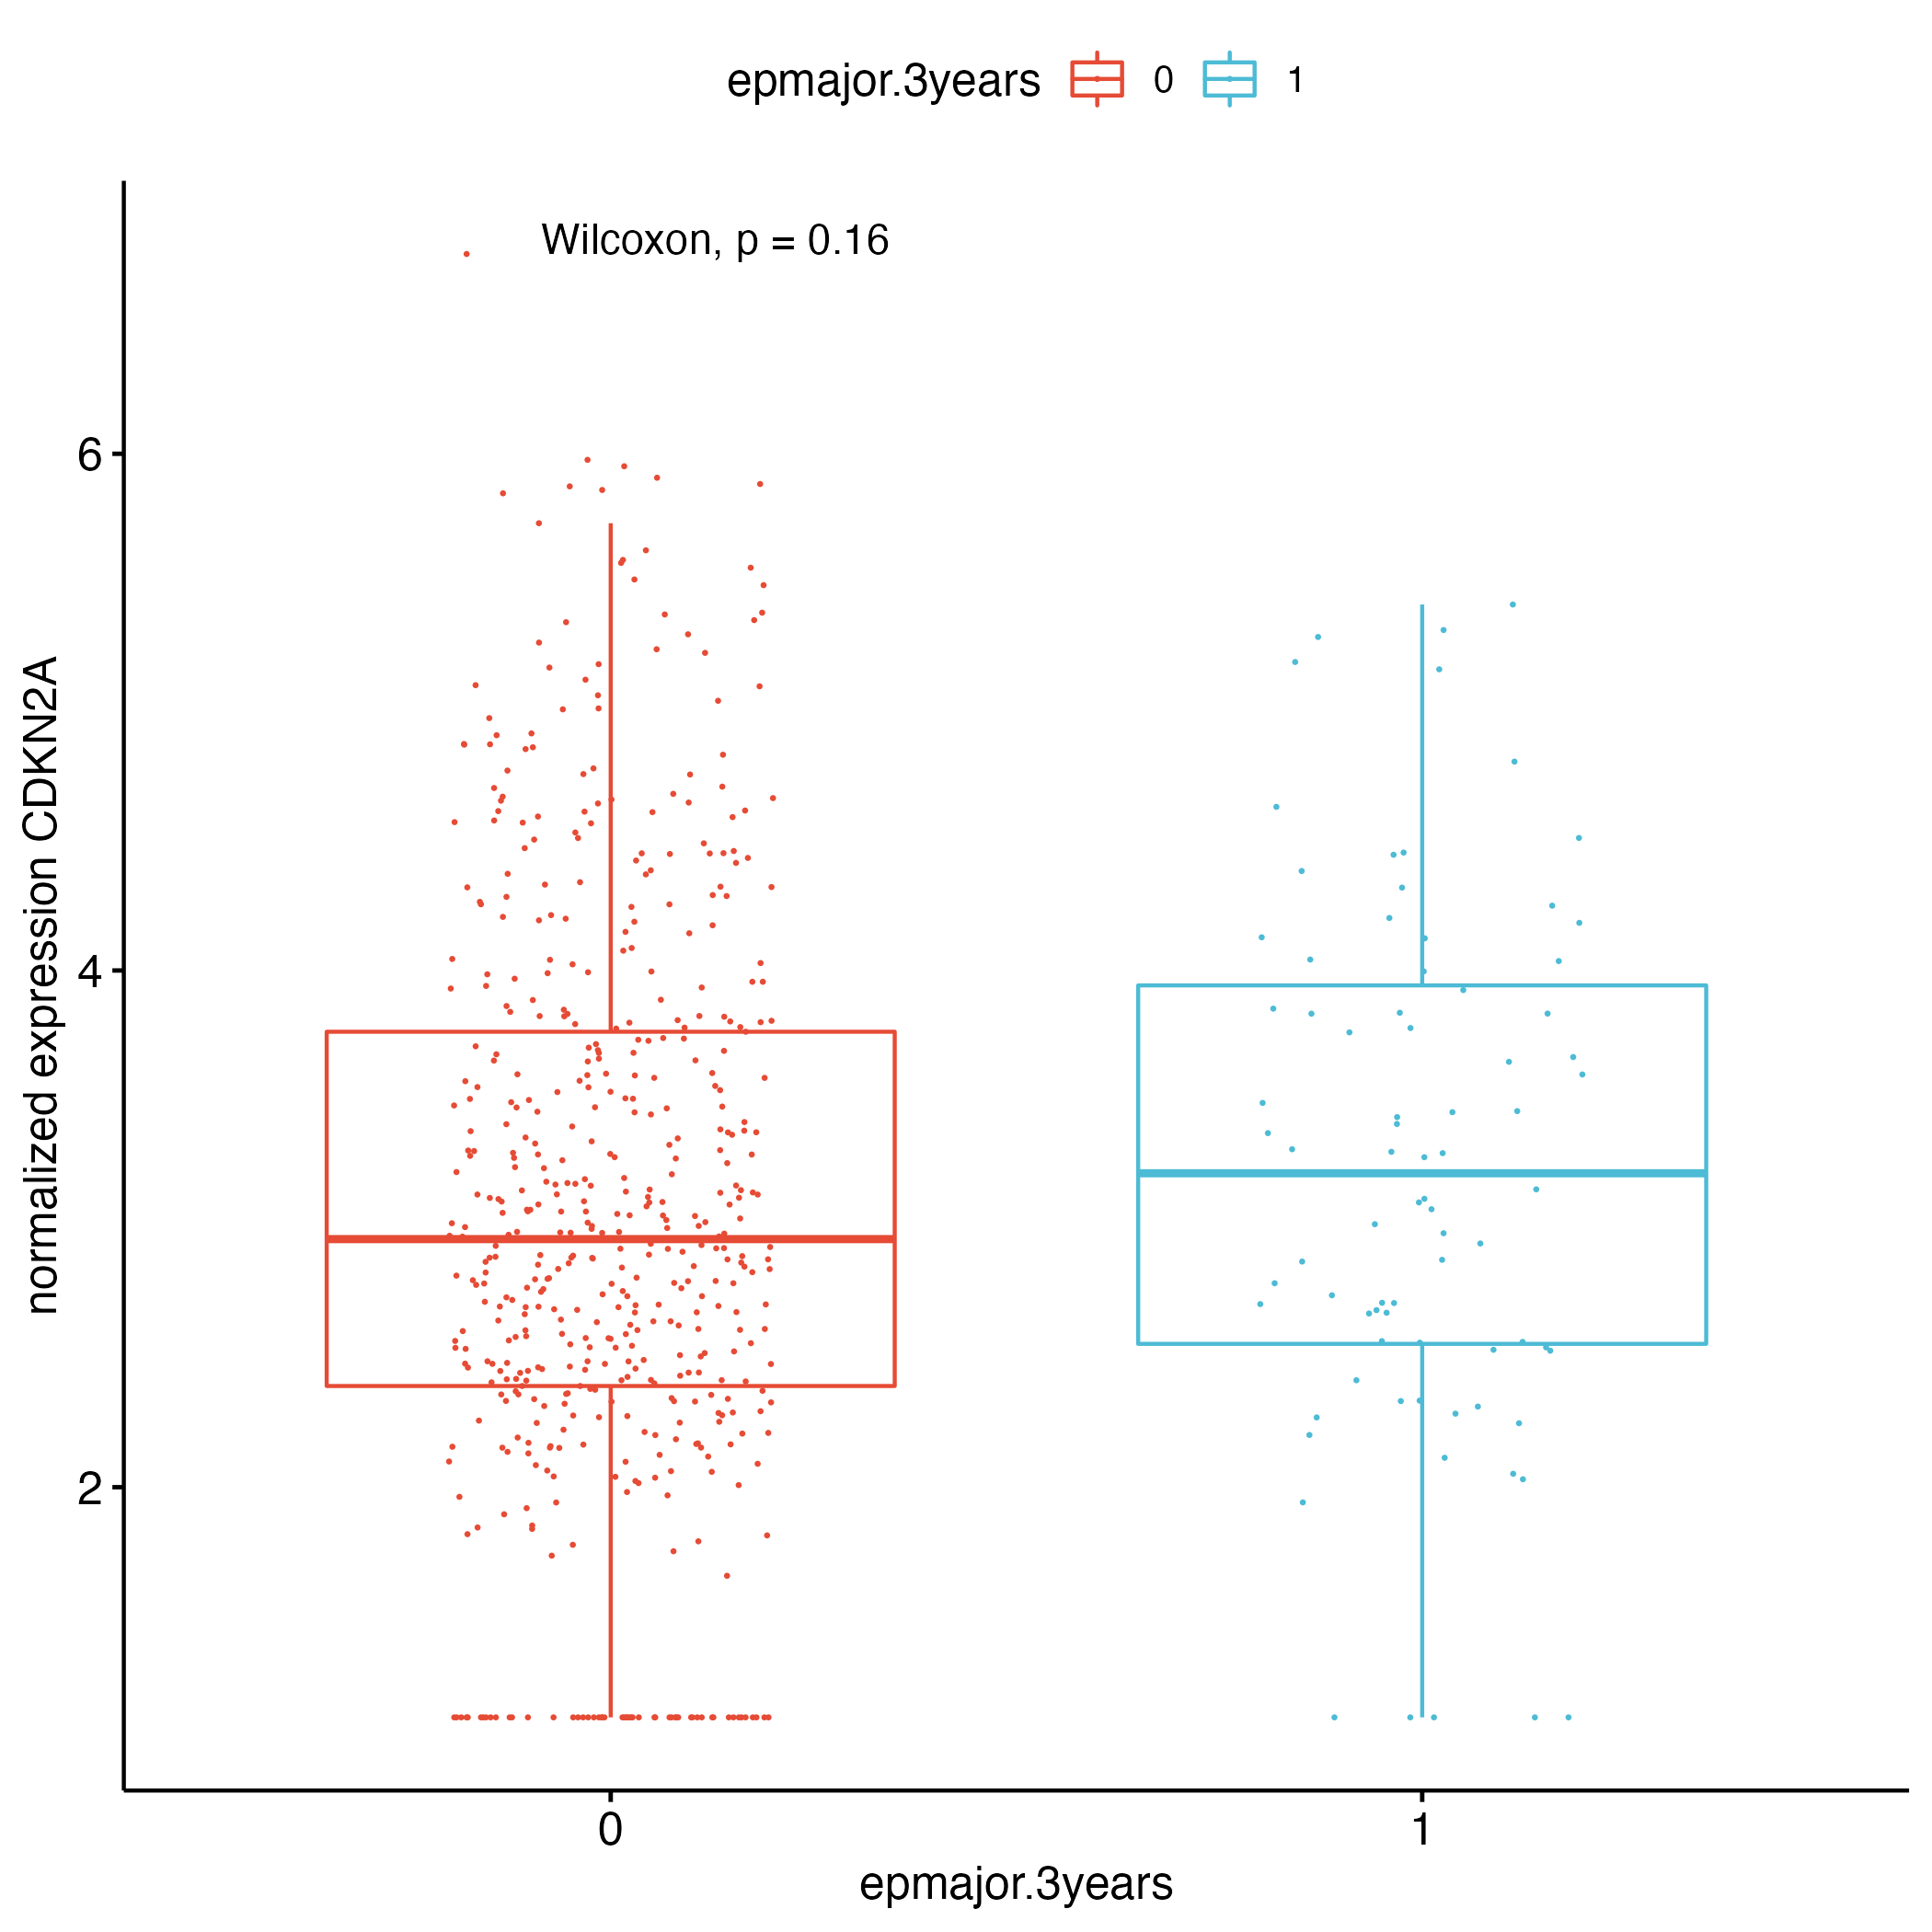 epmajor.3years 0 1
Wilcoxon, p = 0.16
normalized expression CDKN2A
6
4
2
0 1
epmajor.3years